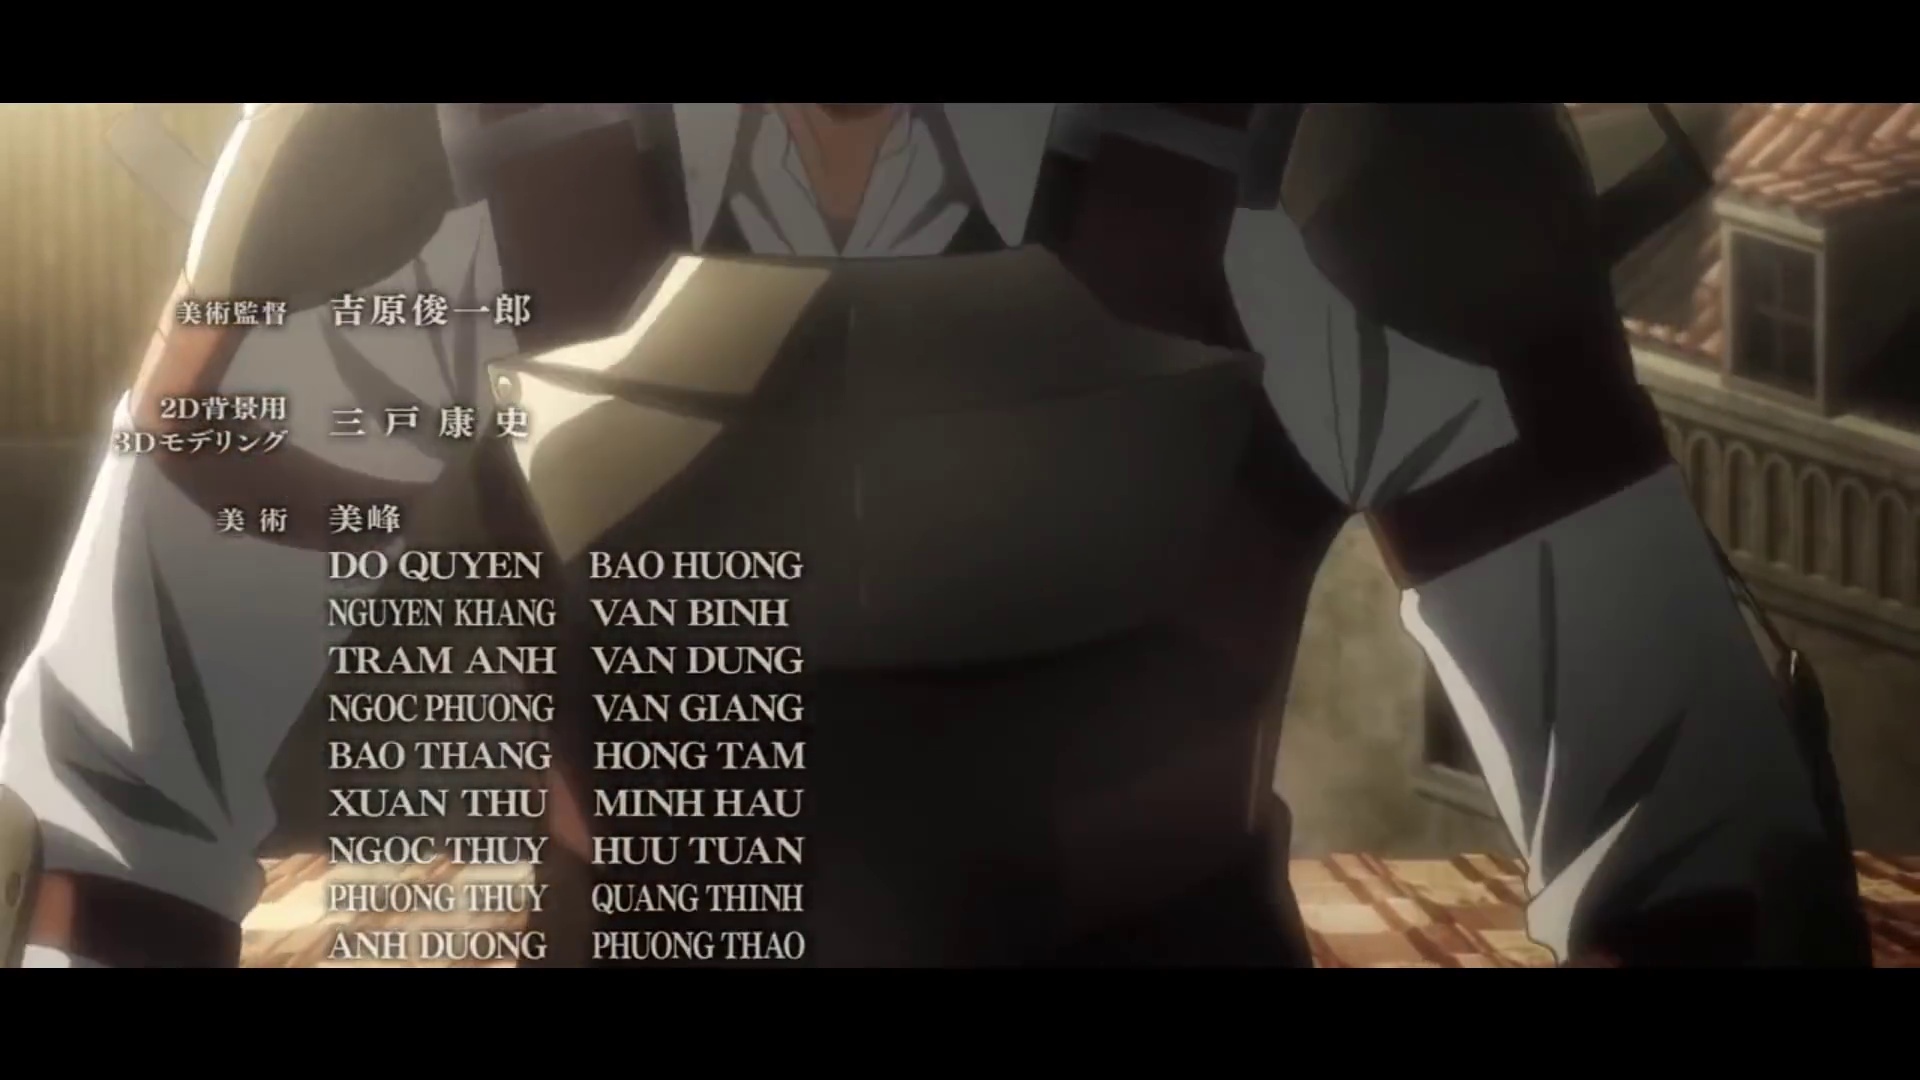 美術監督 吉原俊一郎
2D背景用
3Dモデリング 三戸康史
美術 美峰
DO QUYEN BAO HUONG
NGUYEN KHANG VAN BINH
TRAM ANH VAN DUNG
NGOC PHUONG VAN GIANG
BAO THANG HONG TAM
XUAN THU MINH HAU
NGOC THUY HUU TUAN
PHUONG THUY QUANG THINH
ANH DUONG PHUONG THAO